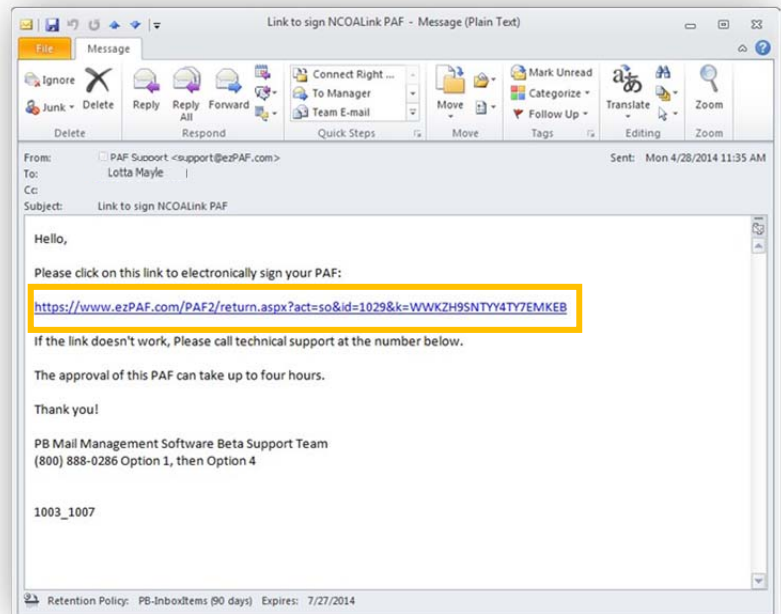 Link to sign NCOALink PAF - Message (Plain Text)
File Message
Ignore
Junk
Delete
Reply
Reply All
Forward
Connect Right ...
To Manager
Team E-mail
Move
Mark Unread
Categorize
Follow Up
Translate
Zoom
Delete Respond Quick Steps Move Tags Editing Zoom
From: PAF Support <support@ezPAF.com> Sent: Mon 4/28/2014 11:35 AM
To: Lotta Mayle
Cc:
Subject: Link to sign NCOALink PAF
Hello,
Please click on this link to electronically sign your PAF:
https://www.ezPAF.com/PAF2/return.aspx?act=so&id=1029&k=WWKZH9SNTYY4TY7EMKEB
If the link doesn't work, Please call technical support at the number below.
The approval of this PAF can take up to four hours.
Thank you!
PB Mail Management Software Beta Support Team
(800) 888-0286 Option 1, then Option 4
1003_1007
Retention Policy: PB-InboxItems (90 days) Expires: 7/27/2014